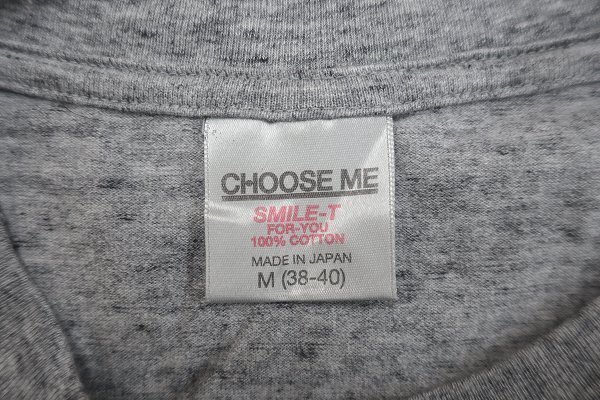 CHOOSE ME
SMILE-T
FOR-YOU
100% COTTON
MADE IN JAPAN
M (38-40)